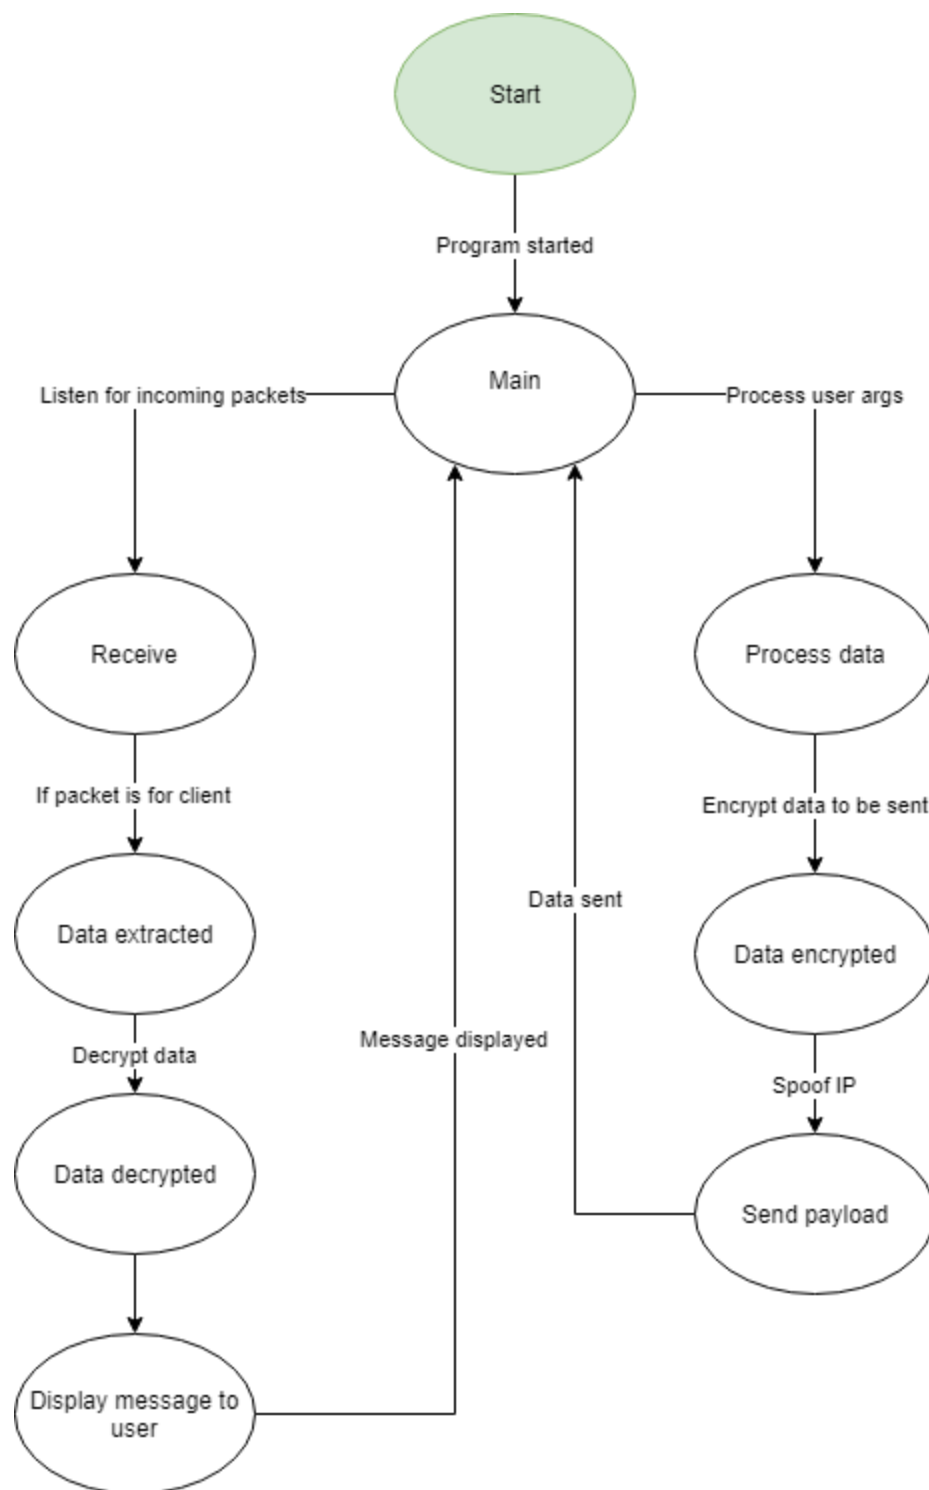 Start
Program started
Main
Listen for incoming packets
Process user args
Receive
Process data
If packet is for client
Encrypt data to be sent
Data extracted
Data sent
Data encrypted
Message displayed
Decrypt data
Spoof IP
Data decrypted
Send payload
Display message to
user